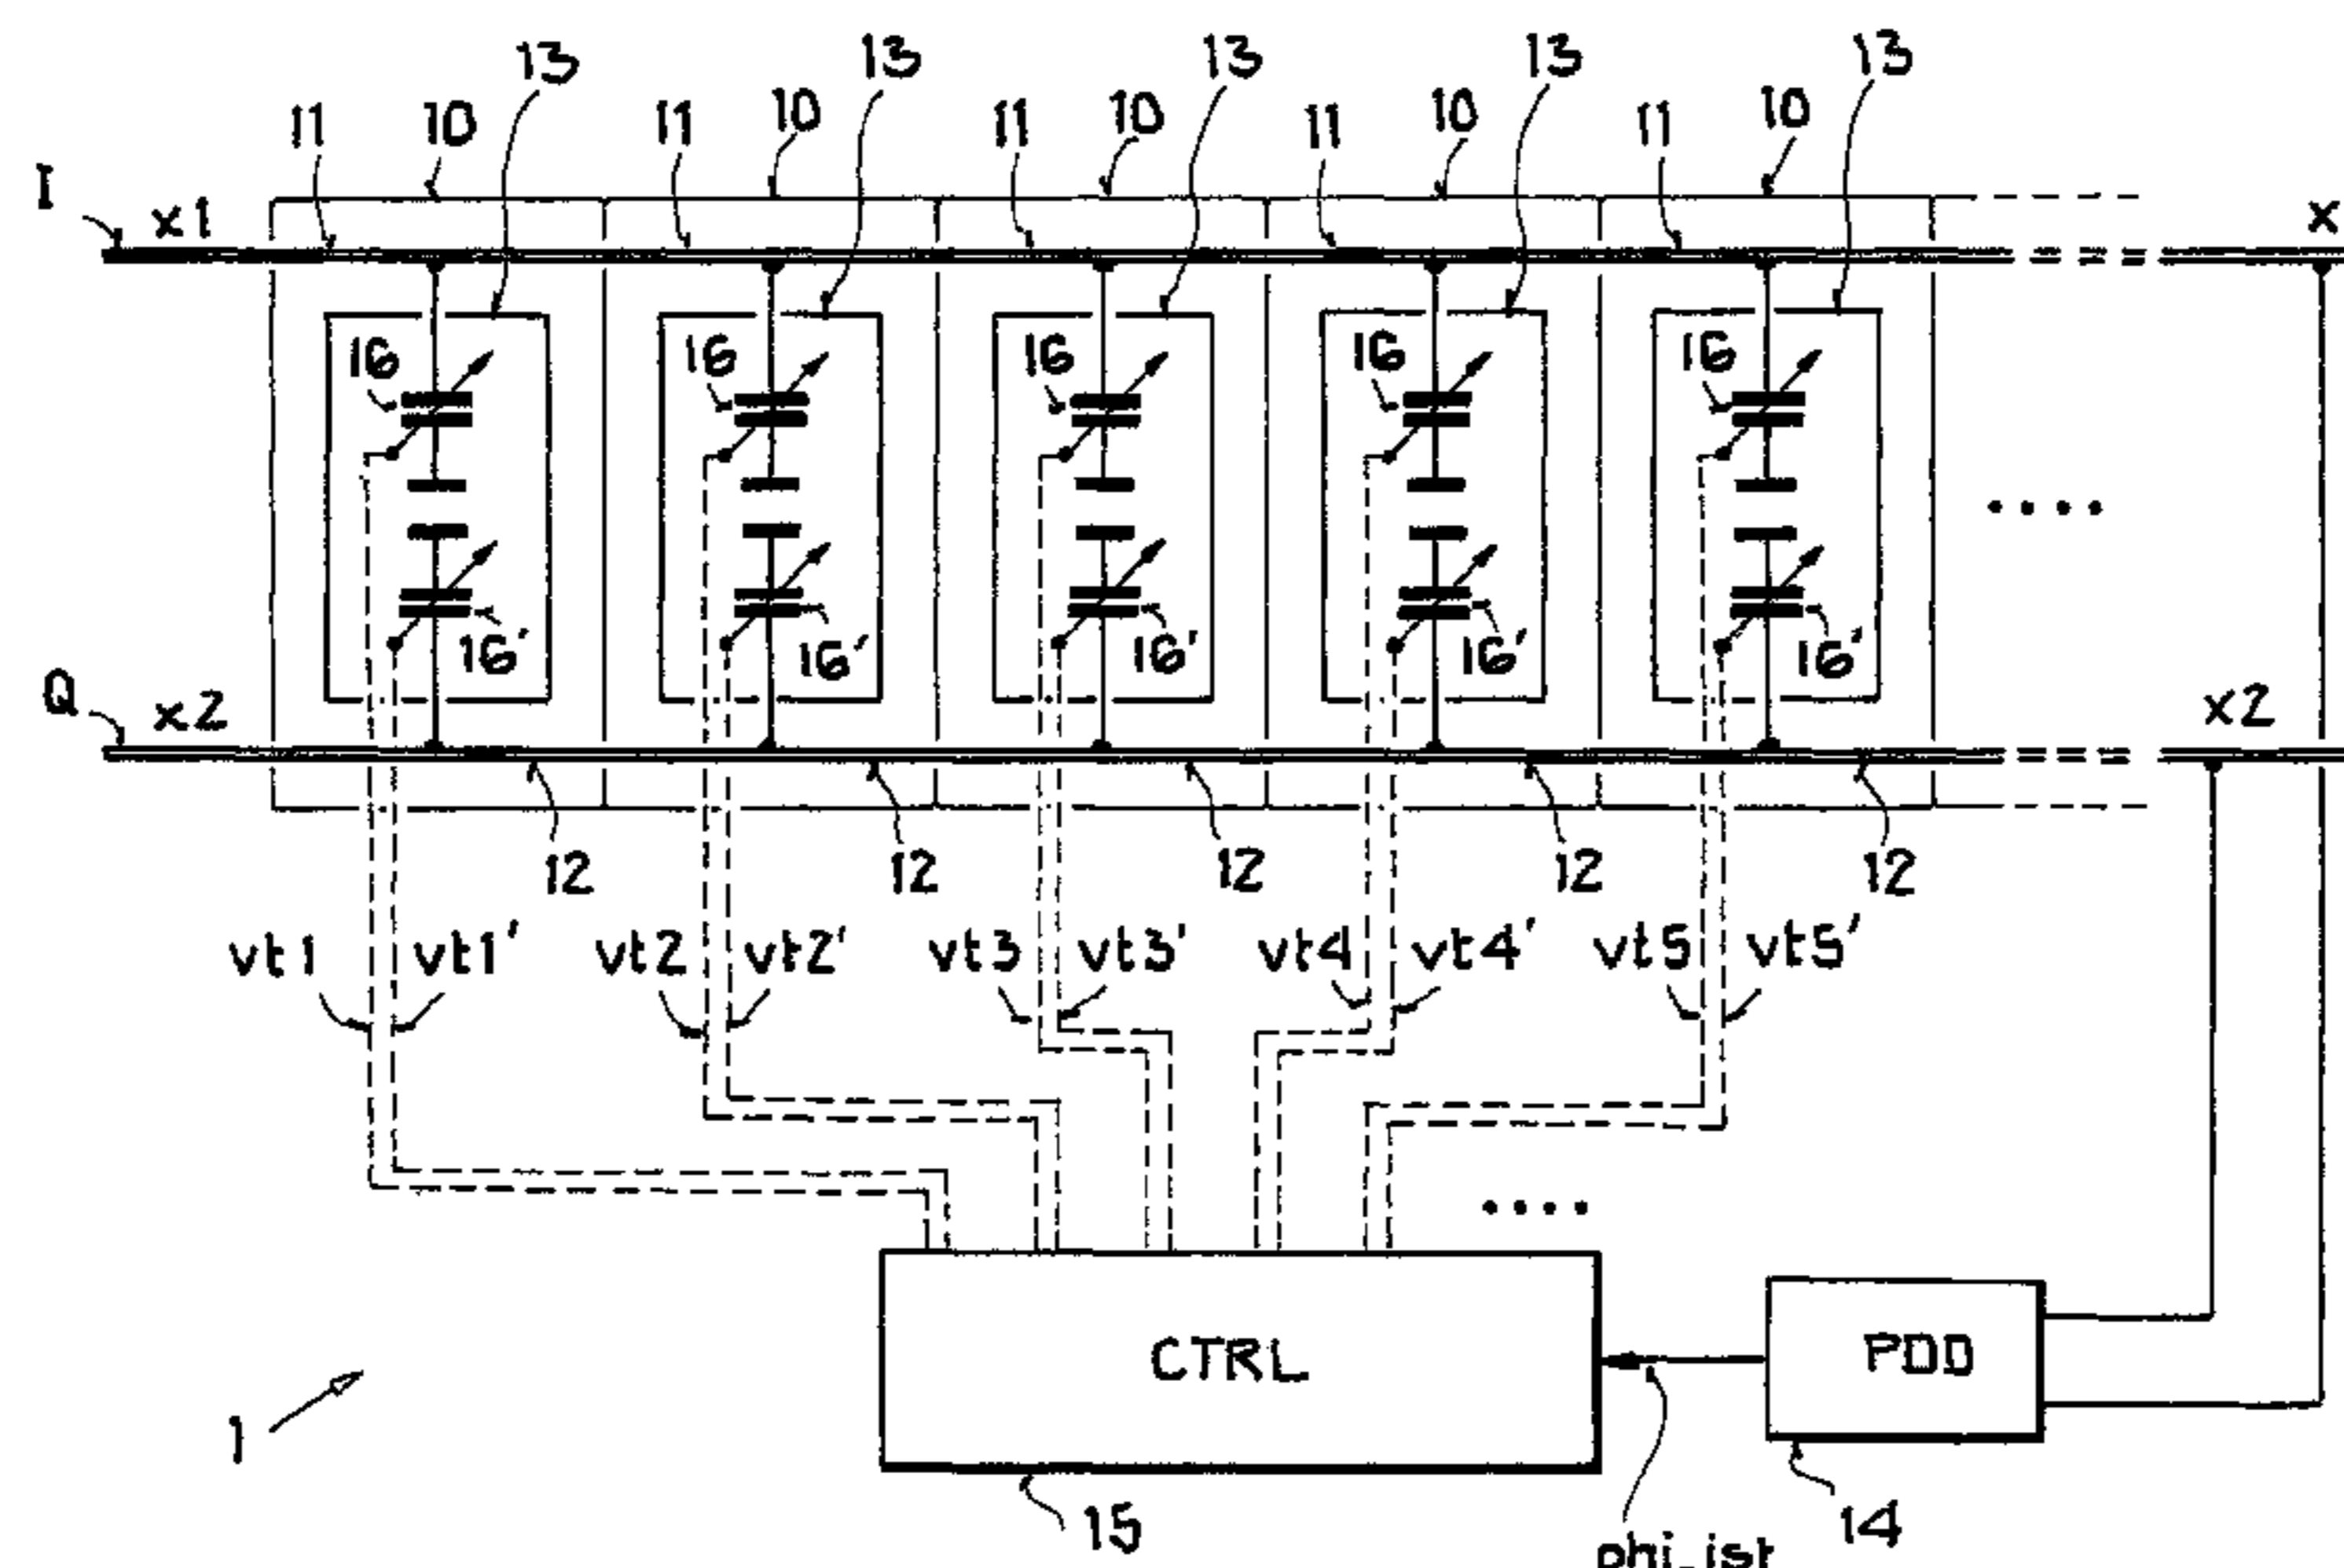 13 13 13 13 13
11 10 11 10 11 10 11 10 11 10
I x1 x
16 16 16 16 16
16' 16' 16' 16' 16'
Q x2 x2
12 12 12 12 12
vt1 vt1' vt2 vt2' vt3 vt3' vt4 vt4' vt5 vt5'
CTRL PDD
1
15 14
phi_ist